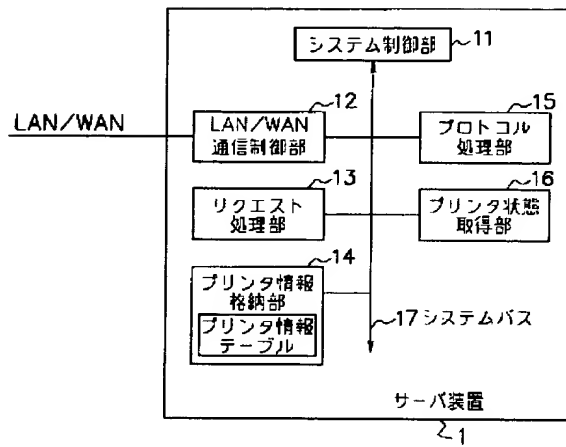 システム制御部
11
LAN/WAN
12
LAN/WAN
通信制御部
15
プロトコル
処理部
13
リクエスト
処理部
16
プリンタ状態
取得部
14
プリンタ情報
格納部
プリンタ情報
テーブル
17システムバス
サーバ装置
1